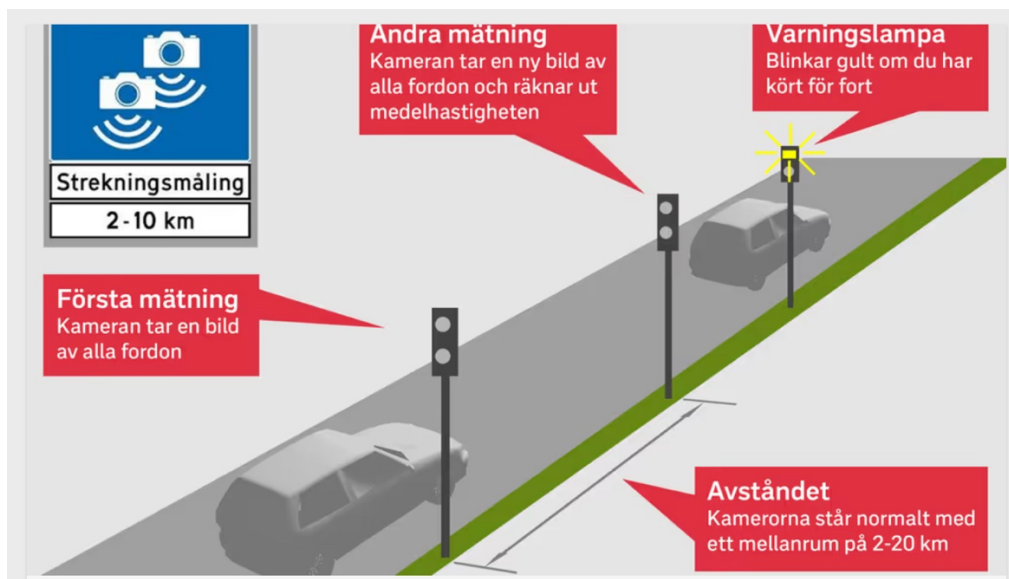 Andra mätning
Kameran tar en ny bild av
alla fordon och räknar ut
medelhastigheten
Varningslampa
Blinkar gult om du har
kört för fort
Strekningsmåling
2-10 km
Första mätning
Kameran tar en bild
av alla fordon
Avståndet
Kamerorna står normalt med
ett mellanrum på 2-20 km